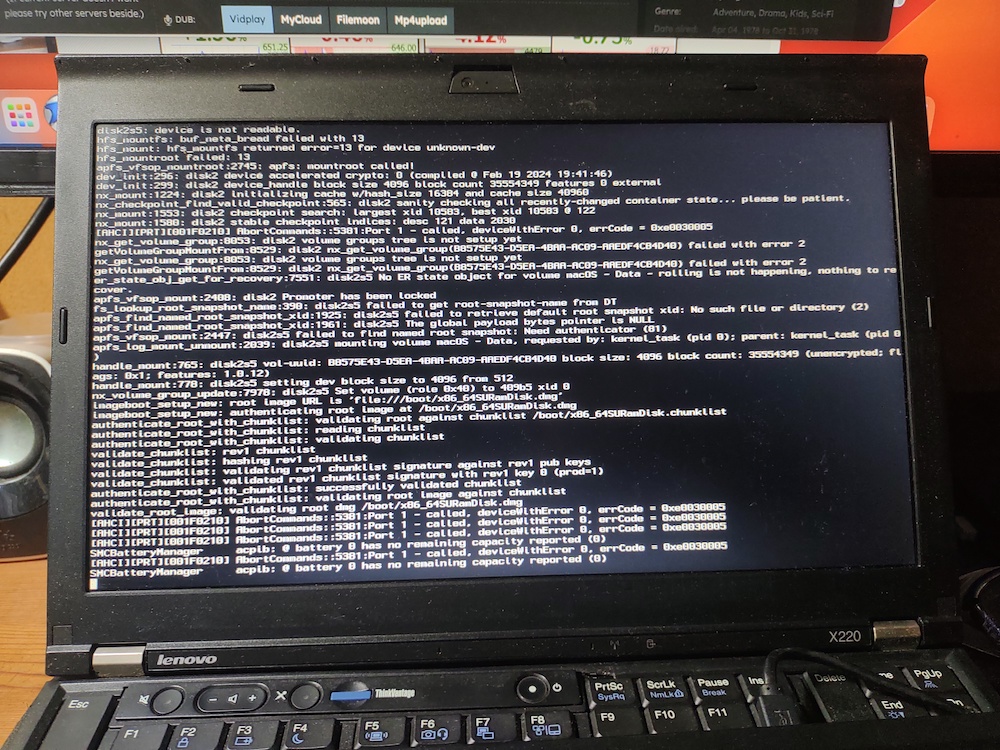 please try other servers beside.)
DUB:
Vidplay
MyCloud
Filemoon
Mp4upload
Genre:
Adventure, Drama, Kids, Sci-Fi
Date aired:
Apr 04, 1978 to Oct 31, 1978
651.25
646.00
4.12%
-0.75%
18.72
disk2s5: device is not readable.
hfs_mountfs: buf_meta_bread failed with 13
hfs_mount: hfs_mountfs returned error=13 for device unknown-dev
hfs_mountroot failed: 13
apfs_vfsop_mountroot:2745: apfs: mountroot called!
dev_init:296: disk2 device accelerated crypto: 0 (compiled @ Feb 19 2024 19:41:46)
dev_init:299: disk2 device_handle block size 4096 block count 35554349 features 0 external
nx_mount:1224: disk2 initializing cache w/hash_size 16384 and cache size 40960
nx_checkpoint_find_valid_checkpoint:565: disk2 sanity checking all recently-changed container state... please be patient.
nx_mount:1553: disk2 checkpoint search: largest xid 10583, best xid 10583 @ 122
nx_mount:1580: disk2 stable checkpoint indices: desc 121 data 2030
[AHCI][PRT][001F0210] AbortCommands::5301:Port 1 - called, deviceWithError 0, errCode = 0xe0030005
nx_get_volume_group:8053: disk2 volume groups tree is not setup yet
getVolumeGroupMountFrom:8529: disk2 nx_get_volume_group(B8575E43-D5EA-4BAA-AC09-AAEDF4CB4D40) failed with error 2
nx_get_volume_group:8053: disk2 volume groups tree is not setup yet
getVolumeGroupMountFrom:8529: disk2 nx_get_volume_group(B8575E43-D5EA-4BAA-AC09-AAEDF4CB4D40) failed with error 2
er_state_obj_get_for_recovery:7551: disk2s5 No ER state object for volume macOS - Data - rolling is not happening, nothing to re
cover.
apfs_vfsop_mount:2408: disk2 Promoter has been locked
fs_lookup_root_snapshot_name:390: disk2s5 failed to get root-snapshot-name from DT
apfs_find_named_root_snapshot_xid:1925: disk2s5 failed to retrieve default root snapshot xid: No such file or directory (2)
apfs_find_named_root_snapshot_xid:1961: disk2s5 The global payload bytes pointer is NULL
apfs_vfsop_mount:2447: disk2s5 failed to find named root snapshot: Need authenticator (81)
apfs_log_mount_unmount:2039: disk2s5 mounting volume macOS - Data, requested by: kernel_task (pid 0); parent: kernel_task (pid 0
)
handle_mount:765: disk2s5 vol-uuid: B8575E43-D5EA-4BAA-AC09-AAEDF4CB4D40 block size: 4096 block count: 35554349 (unencrypted; fl
ags: 0x1; features: 1.0.12)
handle_mount:778: disk2s5 setting dev block size to 4096 from 512
nx_volume_group_update:7970: disk2s5 Set volume (role 0x40) to 409b5 xid 0
imageboot_setup_new: root image URL is 'file:///boot/x86_64SURamDisk.dmg'
imageboot_setup_new: authenticating root image at /boot/x86_64SURamDisk.dmg
authenticate_root_with_chunklist: validating root against chunklist /boot/x86_64SURamDisk.chunklist
authenticate_root_with_chunklist: reading chunklist
authenticate_root_with_chunklist: validating chunklist
validate_chunklist: rev1 chunklist
validate_chunklist: hashing rev1 chunklist
validate_chunklist: validating rev1 chunklist signature against rev1 pub keys
validate_chunklist: validated rev1 chunklist signature with rev1 key 0 (prod=1)
authenticate_root_with_chunklist: successfully validated chunklist
authenticate_root_with_chunklist: validating root image against chunklist
validate_root_image: validating root dmg /boot/x86_64SURamDisk.dmg
[AHCI][PRT][001F0210] AbortCommands::5301:Port 1 - called, deviceWithError 0, errCode = 0xe0030005
[AHCI][PRT][001F0210] AbortCommands::5301:Port 1 - called, deviceWithError 0, errCode = 0xe0030005
[AHCI][PRT][001F0210] AbortCommands::5301:Port 1 - called, deviceWithError 0, errCode = 0xe0030005
SMCBatteryManager acpib: @ battery 0 has no remaining capacity reported (0)
[AHCI][PRT][001F0210] AbortCommands::5301:Port 1 - called, deviceWithError 0, errCode = 0xe0030005
SMCBatteryManager acpib: @ battery 0 has no remaining capacity reported (0)
X220
lenovo
ThinkVantage
Esc
F1
F2
F3
F4
F5
F6
F7
F8
PrtSc
SysRq
ScrLk
NmLk
Pause
Break
Ins
Delete
PgUp
F9
F10
F11
End